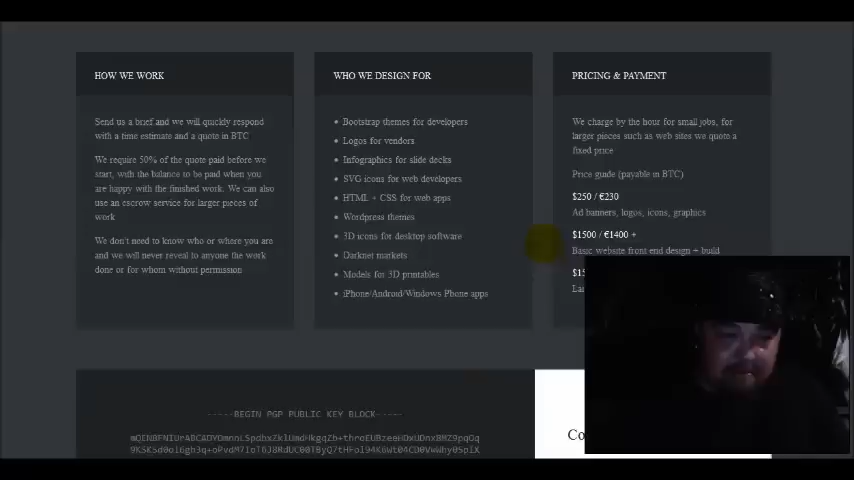 HOW WE WORK
Send us a brief and we will quickly respond
with a time estimate and a quote in BTC
We require 50% of the quote paid before we
start, with the balance to be paid when you
are happy with the finished work. We can also
use an escrow service for larger pieces of
work
We don't need to know who or where you are
and we will never reveal to anyone the work
done or for whom without permission
WHO WE DESIGN FOR
Bootstrap themes for developers
Logos for vendors
Infographics for slide decks
SVG icons for web developers
HTML + CSS for web apps
Wordpress themes
3D icons for desktop software
Darknet markets
Models for 3D printables
iPhone/Android/Windows Phone apps
PRICING & PAYMENT
We charge by the hour for small jobs, for
larger pieces such as web sites we quote a
fixed price
Price guide (payable in BTC)
$250 / €230
Ad banners, logos, icons, graphics
$1500 / €1400 +
Basic website front end design + build
-----BEGIN PGP PUBLIC KEY BLOCK-----